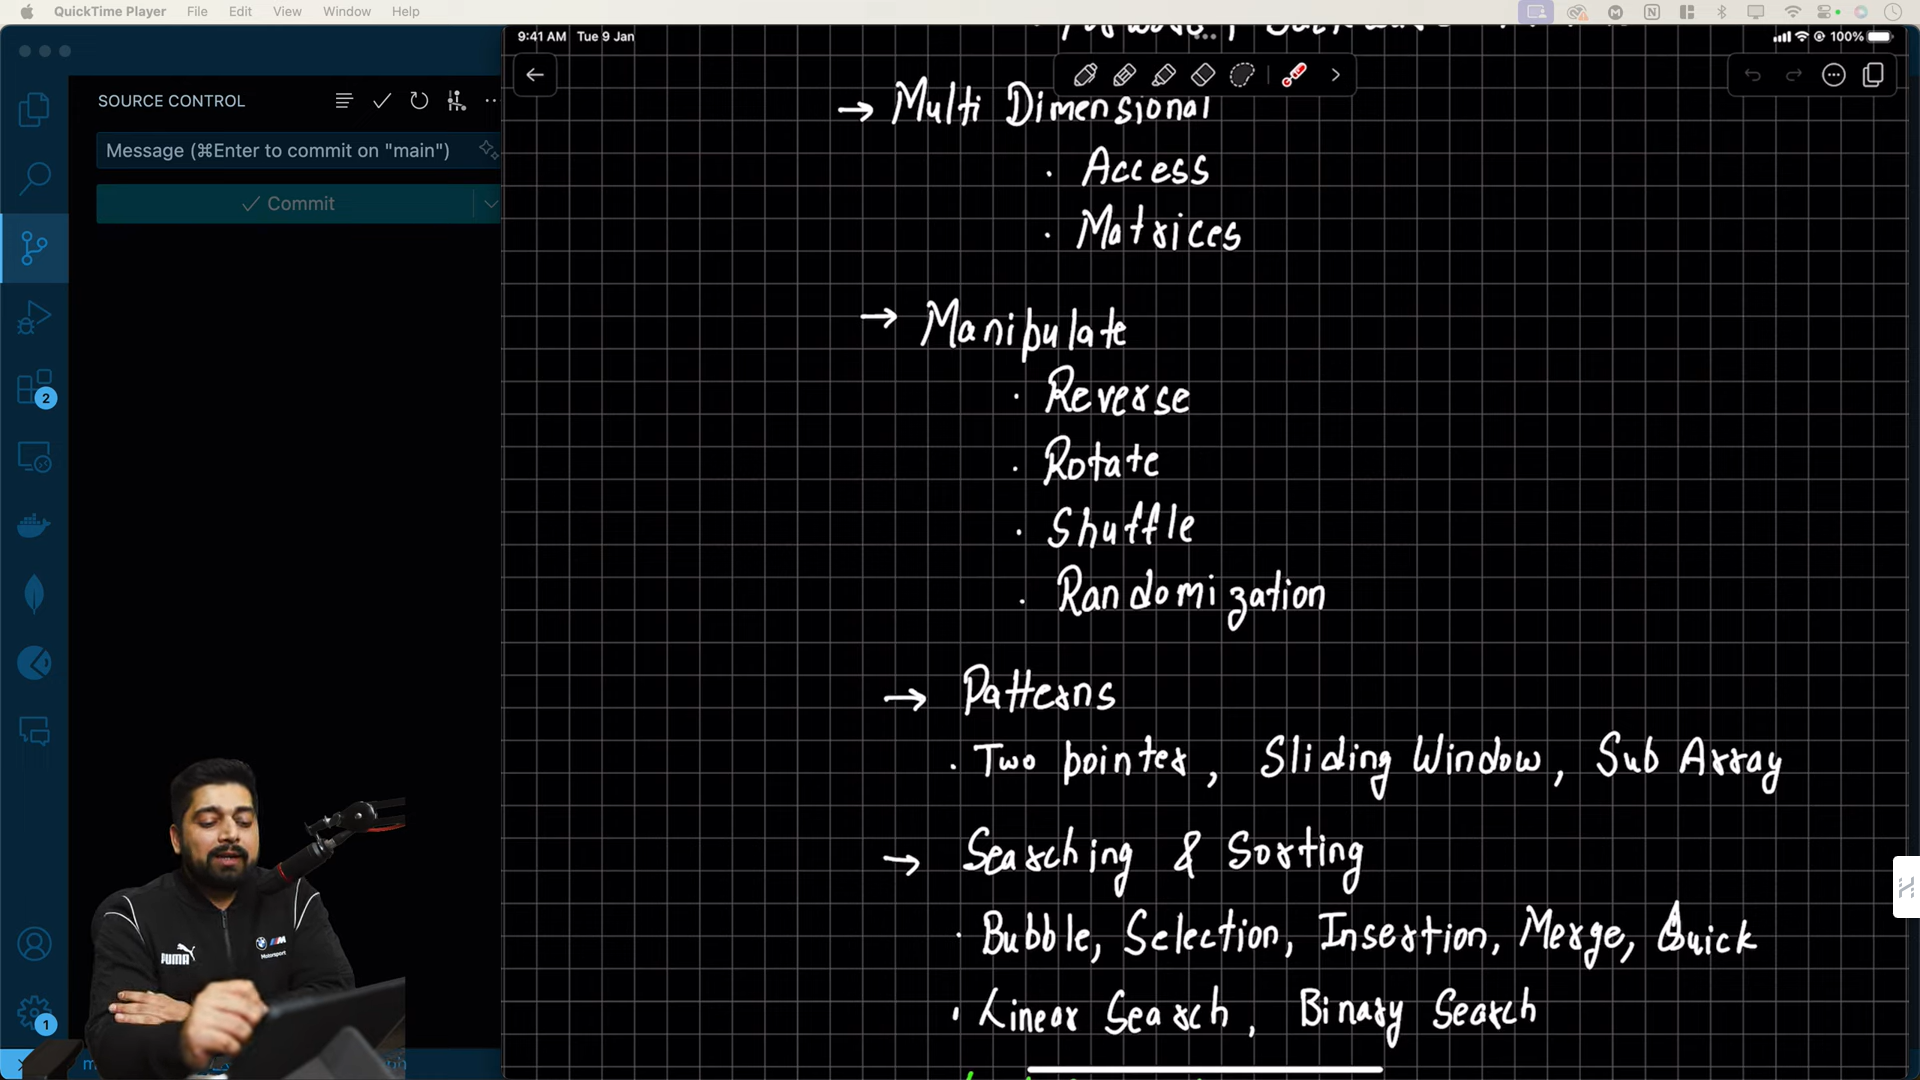 QuickTime Player File Edit View Window Help
9:41 AM Tue 9 Jan
100%
SOURCE CONTROL
Message (⌘Enter to commit on "main")
Commit
→ Multi Dimensional
· Access
· Matrices
→ Manipulate
· Reverse
· Rotate
· Shuffle
· Randomization
→ Patterns
· Two pointer, Sliding Window, Sub Array
→ Searching & Sorting
· Bubble, Selection, Insertion, Merge, Quick
· Linear Search, Binary Search
2
1
PUMA
M
Motorsport